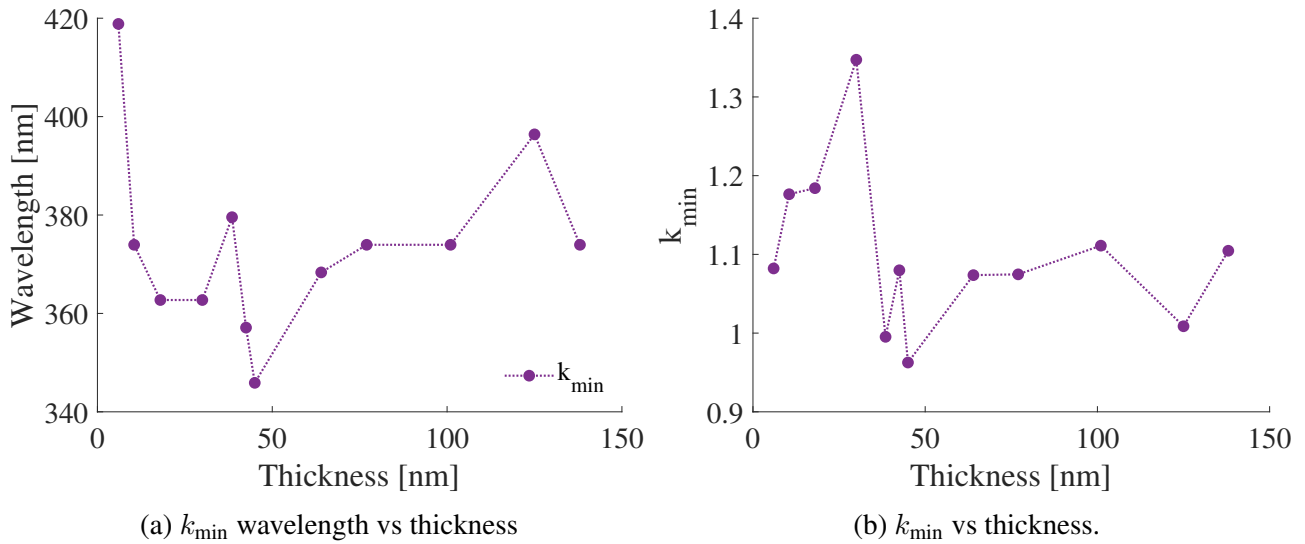 420
400
380
360
340
Wavelength [nm]
k_min
0 50 100 150
Thickness [nm]
(a) k_min wavelength vs thickness
1.4
1.3
1.2
1.1
1
0.9
k_min
0 50 100 150
Thickness [nm]
(b) k_min vs thickness.